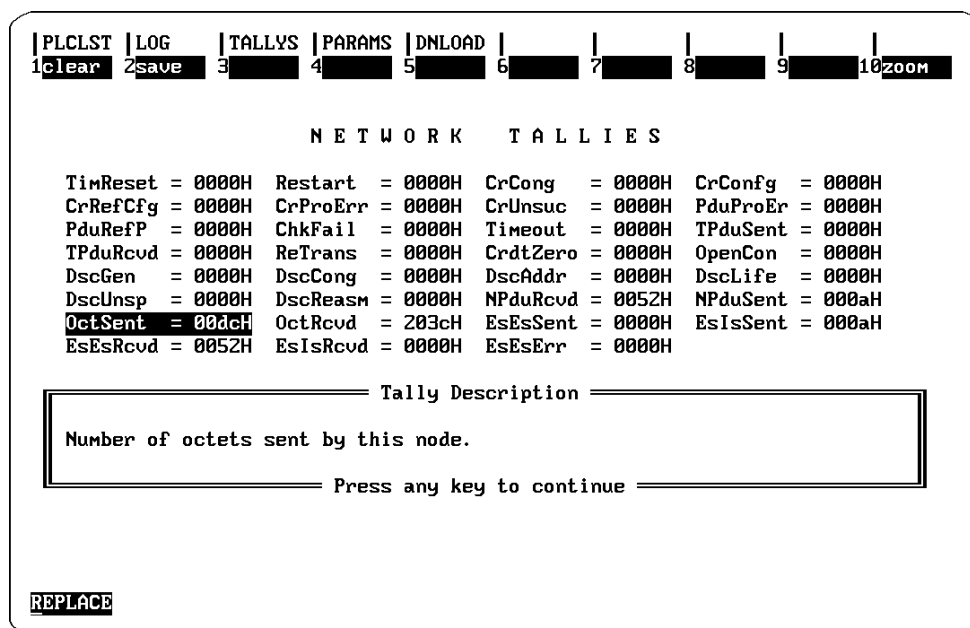 |PLCLST |LOG |TALLYS |PARAMS |DNLOAD | | | | |
1clear 2save 3 4 5 6 7 8 9 10zoom
N E T W O R K T A L L I E S
TimReset = 0000H Restart = 0000H CrCong = 0000H CrConfg = 0000H
CrRefCfg = 0000H CrProErr = 0000H CrUnsuc = 0000H PduProEr = 0000H
PduRefP = 0000H ChkFail = 0000H Timeout = 0000H TPduSent = 0000H
TPduRcvd = 0000H ReTrans = 0000H CrdtZero = 0000H OpenCon = 0000H
DscGen = 0000H DscCong = 0000H DscAddr = 0000H DscLife = 0000H
DscUnsp = 0000H DscReasm = 0000H NPduRcvd = 0052H NPduSent = 000aH
OctSent = 00dcH OctRcvd = 203cH EsEsSent = 0000H EsIsSent = 000aH
EsEsRcvd = 0052H EsIsRcvd = 0000H EsEsErr = 0000H
Tally Description
Number of octets sent by this node.
Press any key to continue
REPLACE